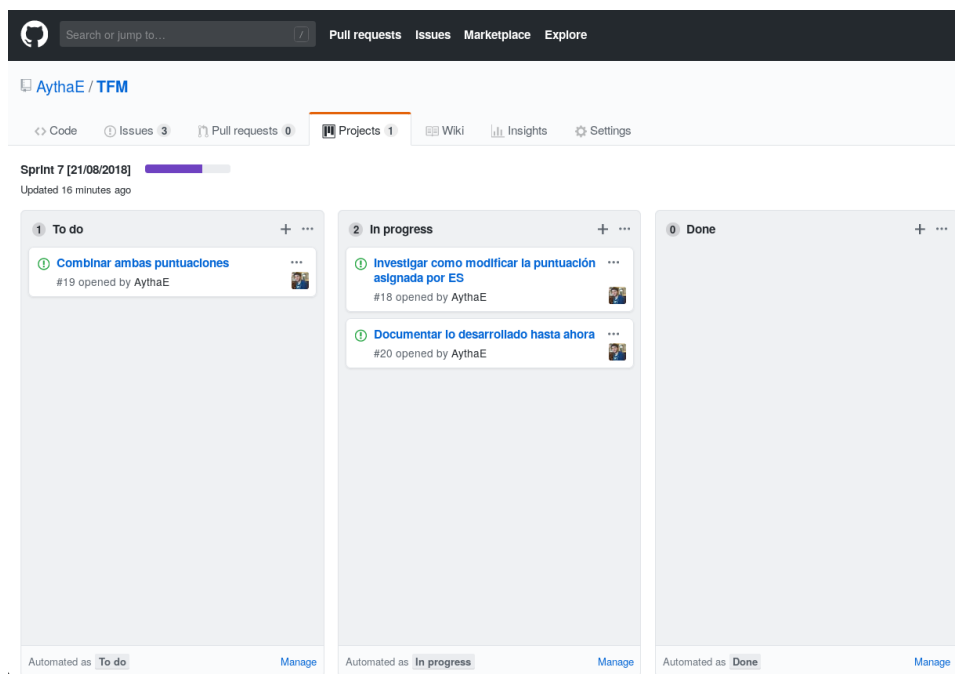 Search or jump to… / Pull requests Issues Marketplace Explore
AythaE / TFM
Code Issues 3 Pull requests 0 Projects 1 Wiki Insights Settings
Sprint 7 [21/08/2018]
Updated 16 minutes ago
1 To do
Combinar ambas puntuaciones
#19 opened by AythaE
Automated as To do Manage
2 In progress
Investigar como modificar la puntuación
asignada por ES
#18 opened by AythaE
Documentar lo desarrollado hasta ahora
#20 opened by AythaE
Automated as In progress Manage
0 Done
Automated as Done Manage